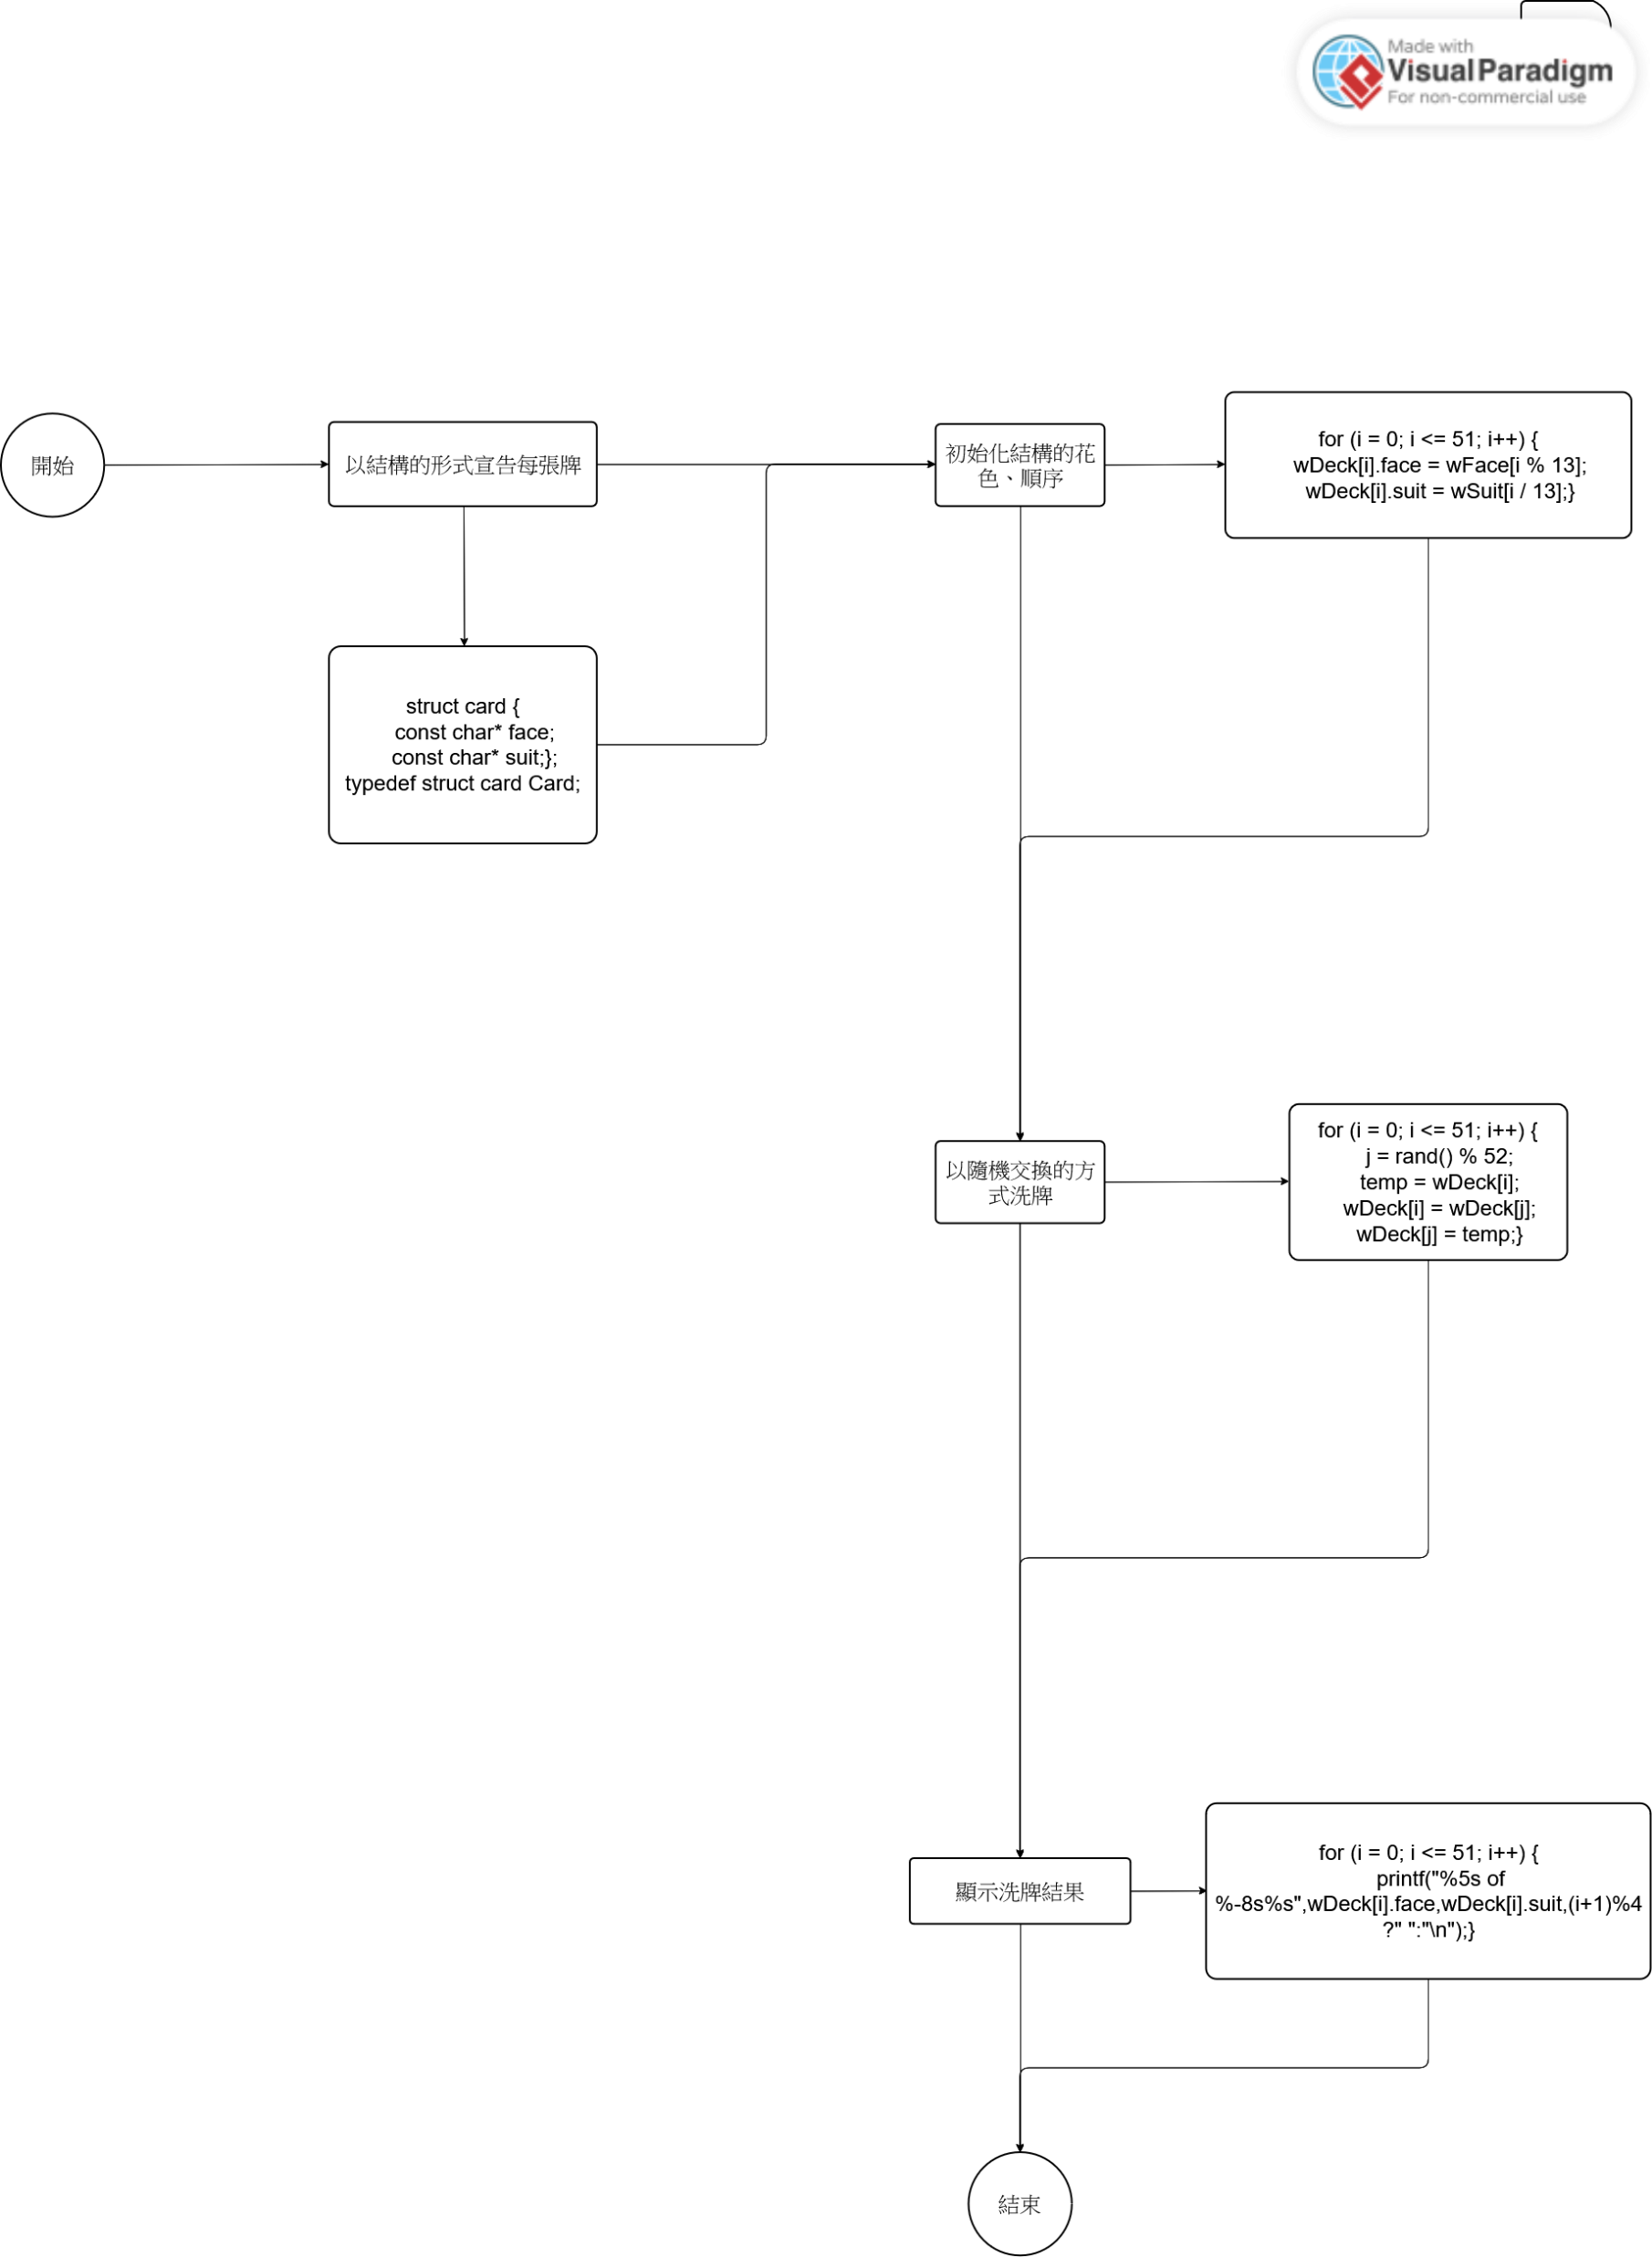 Made with
Visual Paradigm
For non-commercial use
開始
以結構的形式宣告每張牌
初始化結構的花
色、順序
for (i = 0; i <= 51; i++) {
wDeck[i].face = wFace[i % 13];
wDeck[i].suit = wSuit[i / 13];}
struct card {
const char* face;
const char* suit;};
typedef struct card Card;
以隨機交換的方
式洗牌
for (i = 0; i <= 51; i++) {
j = rand() % 52;
temp = wDeck[i];
wDeck[i] = wDeck[j];
wDeck[j] = temp;}
顯示洗牌結果
for (i = 0; i <= 51; i++) {
printf("%5s of
%-8s%s",wDeck[i].face,wDeck[i].suit,(i+1)%4
?" ":"\n");}
結束